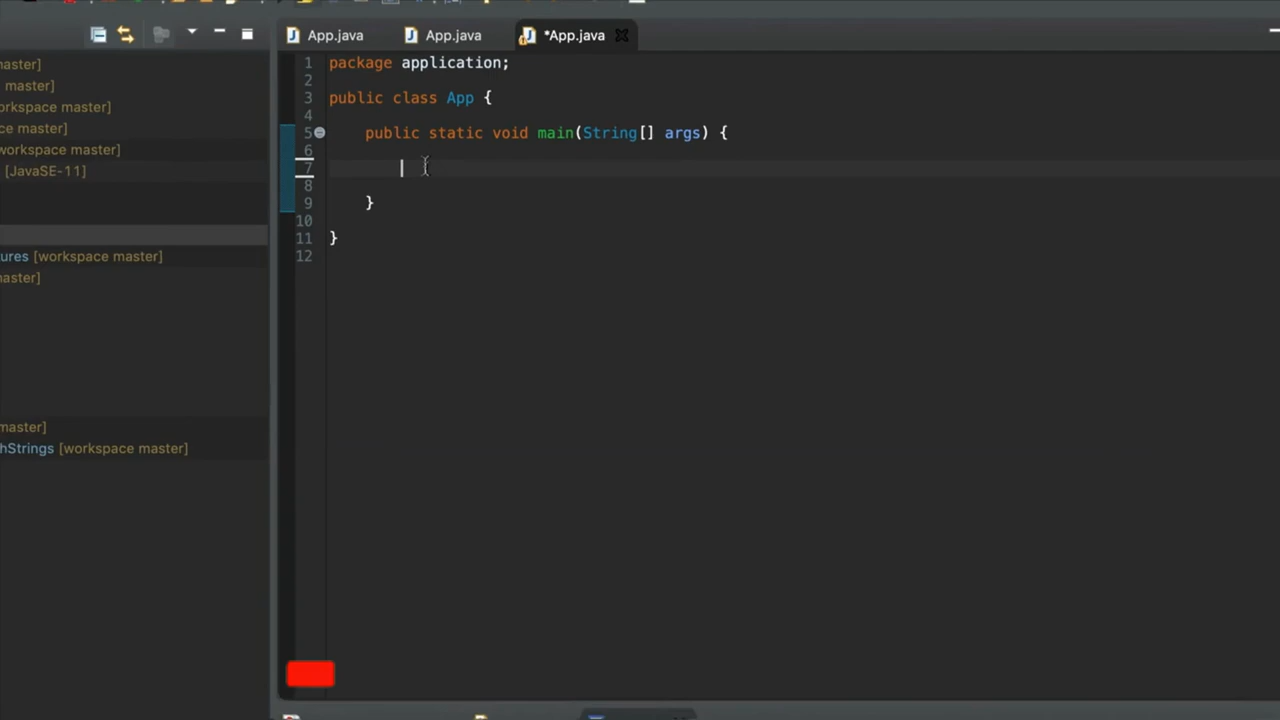 App.java
App.java
*App.java
master]
master]
orkspace master]
ce master]
workspace master]
[JavaSE-11]
ures [workspace master]
master]
master]
hStrings [workspace master]
1 package application;
2
3 public class App {
4
5 public static void main(String[] args) {
6
7
8
9 }
10
11 }
12